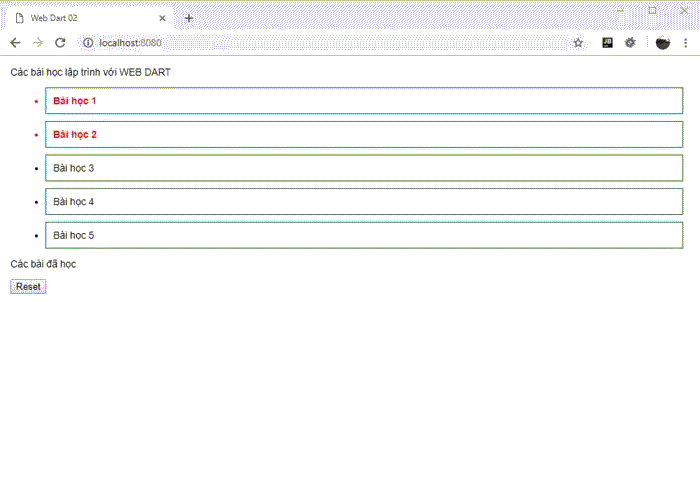 Web Dart 02
localhost:8080
Các bài học lập trình với WEB DART
Bài học 1
Bài học 2
Bài học 3
Bài học 4
Bài học 5
Các bài đã học
Reset